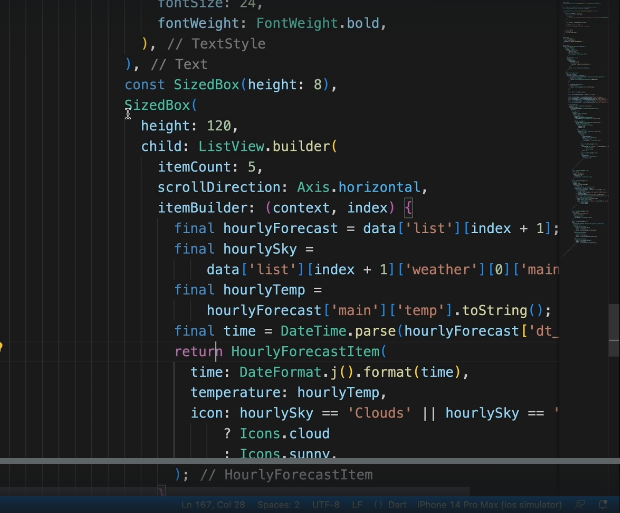 fontSize: 24,
fontWeight: FontWeight.bold,
), // TextStyle
), // Text
const SizedBox(height: 8),
SizedBox(
height: 120,
child: ListView.builder(
itemCount: 5,
scrollDirection: Axis.horizontal,
itemBuilder: (context, index) {
final hourlyForecast = data['list'][index + 1];
final hourlySky =
data['list'][index + 1]['weather'][0]['main
final hourlyTemp =
hourlyForecast['main']['temp'].toString();
final time = DateTime.parse(hourlyForecast['dt_
return HourlyForecastItem(
time: DateFormat.j().format(time),
temperature: hourlyTemp,
icon: hourlySky == 'Clouds' || hourlySky == '
? Icons.cloud
: Icons.sunny,
); // HourlyForecastItem
}
Ln 167, Col 28 Spaces: 2 UTF-8 LF {} Dart iPhone 14 Pro Max (ios simulator)